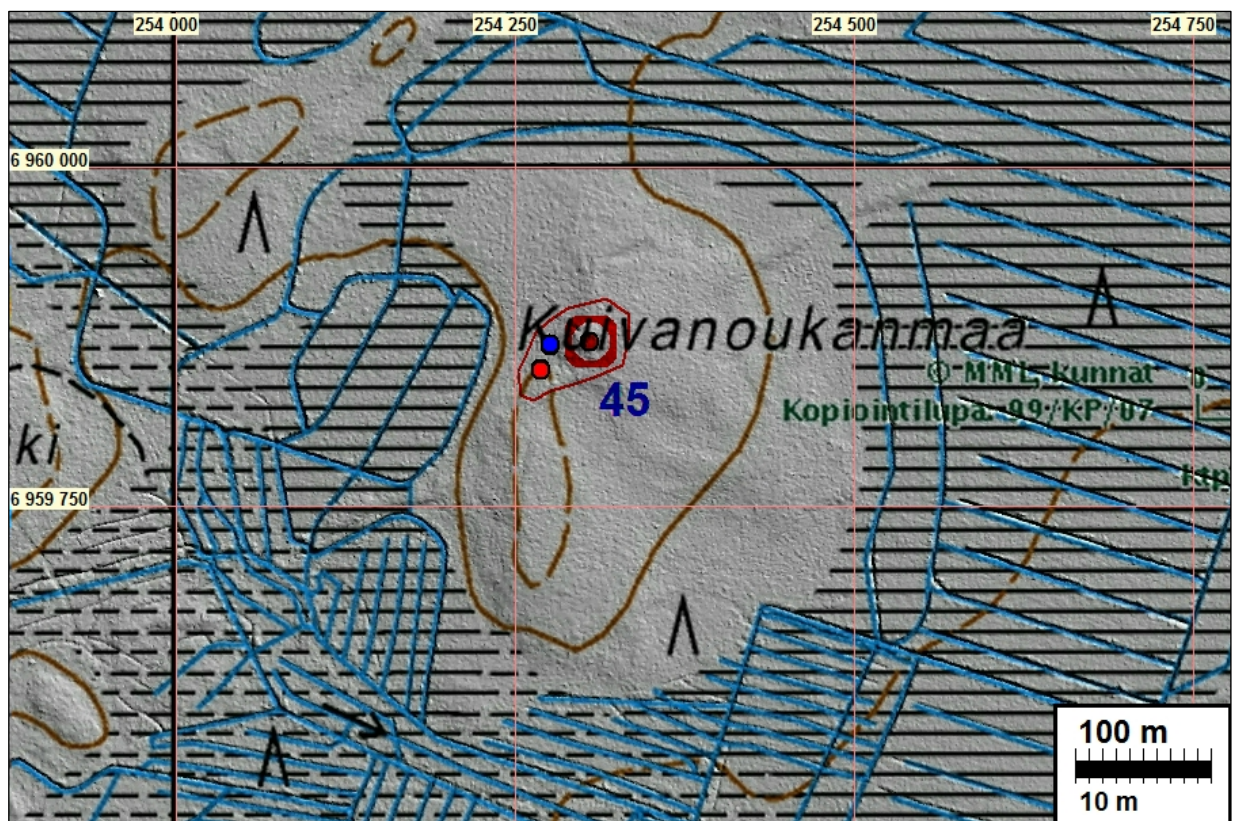 254 000
254 250
254 500
254 750
6 960 000
Kuivanoukanmaa
45
© MML, kunnat
Kopiointilupa: 99/KP/07
ki
6 959 750
100 m
10 m